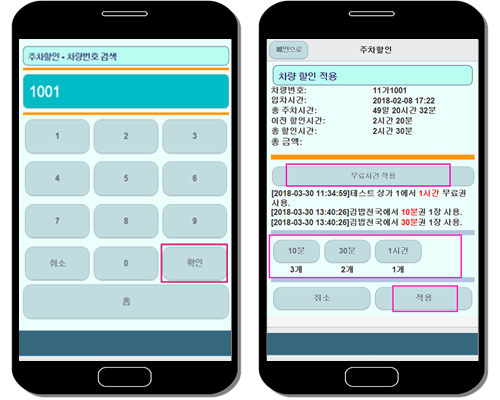 주차할인 • 차량번호 검색
1001
1 2 3
4 5 6
7 8 9
취소 0 확인
홈
메인으로 주차할인
차량 할인 적용
차량번호: 11가1001
입차시간: 2018-02-08 17:22
총 주차시간: 49일 20시간 32분
이전 할인시간: 2시간 20분
총 할인시간: 2시간 30분
총 금액:
무료시간 적용
[2018-03-30 11:34:59]테스트 상가 1에서 1시간 무료권
사용.
[2018-03-30 13:40:26]김밥천국에서 10분권 1장 사용.
[2018-03-30 13:40:26]김밥천국에서 30분권 1장 사용.
10분 30분 1시간
3개 2개 1개
취소 적용